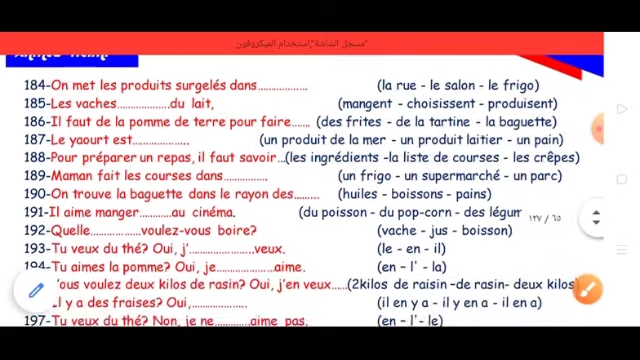 "مسجل الشاشة"إستخدام الميكروفون
184-On met les produits surgelés dans.................. (la rue - le salon - le frigo)
185-Les vaches..................du lait, (mangent - choisissent - produisent)
186-Il faut de la pomme de terre pour faire....... (des frites - de la tartine - la baguette)
187-Le yaourt est................... (un produit de la mer - un produit laitier - un pain)
188-Pour préparer un repas, il faut savoir...(les ingrédients -la liste de courses - les crêpes)
189-Maman fait les courses dans............... (un frigo - un supermarché - un parc)
190-On trouve la baguette dans le rayon des......... (huiles - boissons - pains)
191-Il aime manger...........au cinéma. (du poisson - du pop-corn - des légum
١٢٧ / ٦٥
192-Quelle...................voulez-vous boire? (vache - jus - boisson)
193-Tu veux du thé? Oui, j'..................veux. (le - en - il)
194-Tu aimes la pomme? Oui, je....................aime. (en - l' - la)
Vous voulez deux kilos de rasin? Oui, j'en veux.....(2kilos de raisin -de rasin- deux kilos
Il y a des fraises? Oui,................... (il en y a - il y en a - il en a)
197-Tu veux du thé? Non, je ne...........aime pas. (en - l'- le)